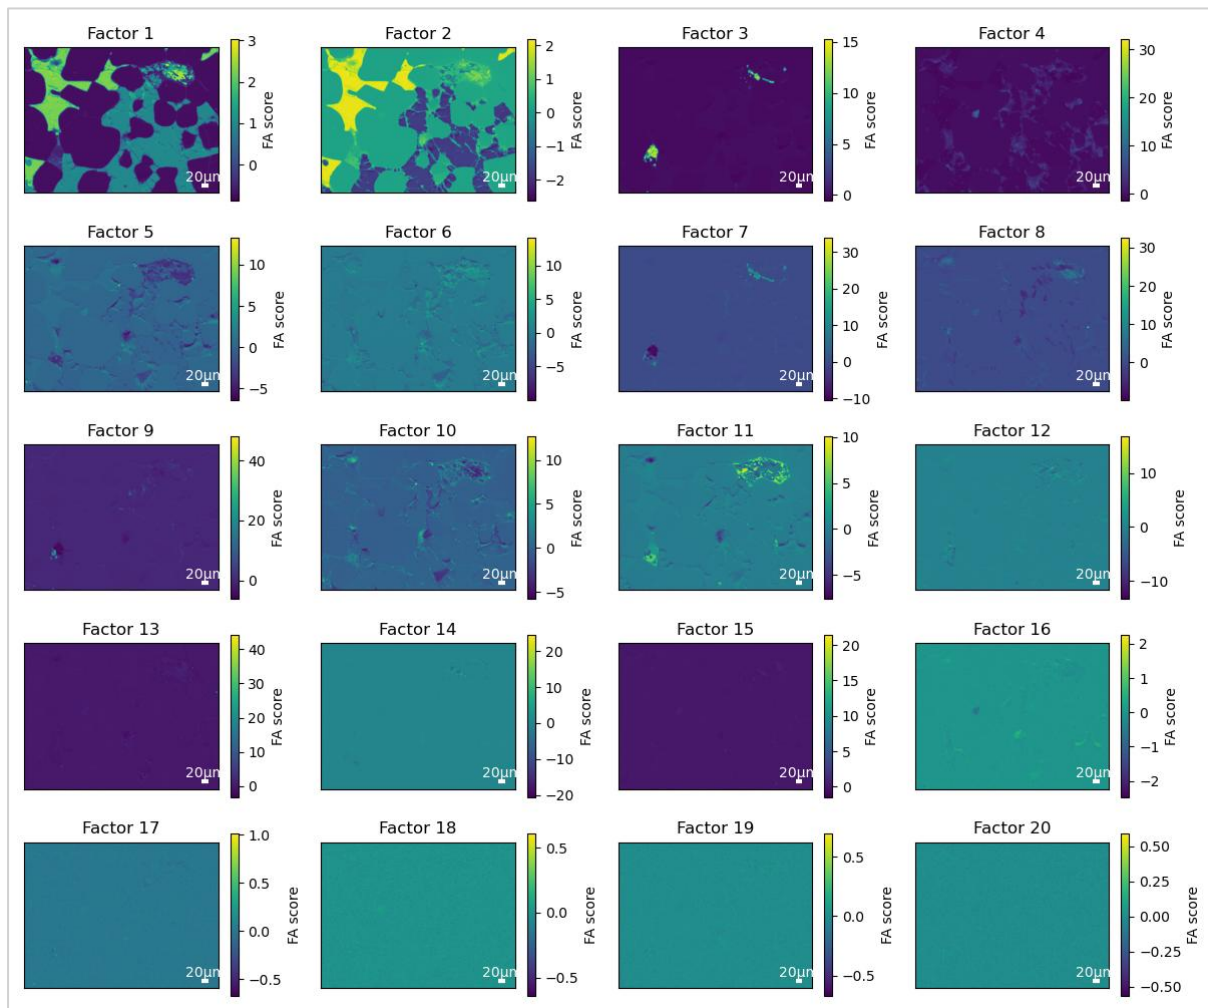 Factor 1
3
2
1
0
FA score
20μm
Factor 2
2
1
0
−1
−2
FA score
20μm
Factor 3
15
10
5
0
FA score
20μm
Factor 4
30
20
10
0
FA score
20μm
Factor 5
10
5
0
−5
FA score
20μm
Factor 6
10
5
0
−5
FA score
20μm
Factor 7
30
20
10
0
−10
FA score
20μm
Factor 8
30
20
10
0
FA score
20μm
Factor 9
40
20
0
FA score
20μm
Factor 10
10
5
0
−5
FA score
20μm
Factor 11
10
5
0
−5
FA score
20μm
Factor 12
10
0
−10
FA score
20μm
Factor 13
40
30
20
10
0
FA score
20μm
Factor 14
20
10
0
−10
−20
FA score
20μm
Factor 15
20
15
10
5
0
FA score
20μm
Factor 16
2
1
0
−1
−2
FA score
20μm
Factor 17
1.0
0.5
0.0
−0.5
FA score
20μm
Factor 18
0.5
0.0
−0.5
FA score
20μm
Factor 19
0.5
0.0
−0.5
FA score
20μm
Factor 20
0.50
0.25
0.00
−0.25
−0.50
FA score
20μm